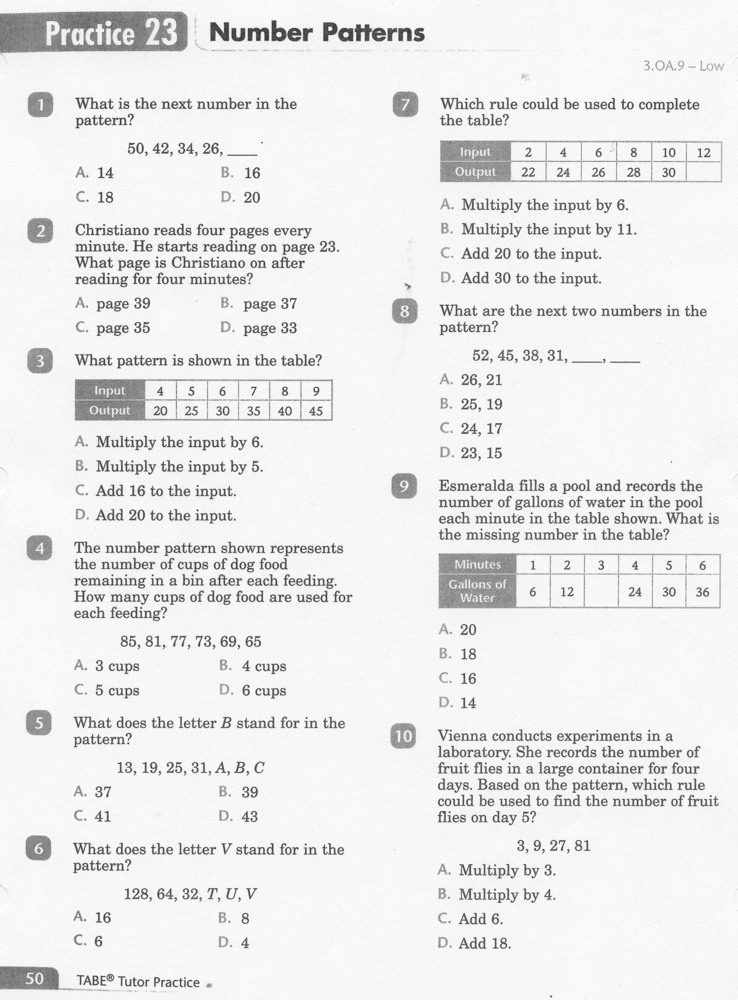 Practice 23
Number Patterns
3.OA.9 – Low
1
What is the next number in the
pattern?
50, 42, 34, 26, ____
A. 14 B. 16
C. 18 D. 20
2
Christiano reads four pages every
minute. He starts reading on page 23.
What page is Christiano on after
reading for four minutes?
A. page 39 B. page 37
C. page 35 D. page 33
3
What pattern is shown in the table?
Input 4 5 6 7 8 9
Output 20 25 30 35 40 45
A. Multiply the input by 6.
B. Multiply the input by 5.
C. Add 16 to the input.
D. Add 20 to the input.
4
The number pattern shown represents
the number of cups of dog food
remaining in a bin after each feeding.
How many cups of dog food are used for
each feeding?
85, 81, 77, 73, 69, 65
A. 3 cups B. 4 cups
C. 5 cups D. 6 cups
5
What does the letter B stand for in the
pattern?
13, 19, 25, 31, A, B, C
A. 37 B. 39
C. 41 D. 43
6
What does the letter V stand for in the
pattern?
128, 64, 32, T, U, V
A. 16 B. 8
C. 6 D. 4
7
Which rule could be used to complete
the table?
Input 2 4 6 8 10 12
Output 22 24 26 28 30
A. Multiply the input by 6.
B. Multiply the input by 11.
C. Add 20 to the input.
D. Add 30 to the input.
8
What are the next two numbers in the
pattern?
52, 45, 38, 31, ____, ____
A. 26, 21
B. 25, 19
C. 24, 17
D. 23, 15
9
Esmeralda fills a pool and records the
number of gallons of water in the pool
each minute in the table shown. What is
the missing number in the table?
Minutes 1 2 3 4 5 6
Gallons of
Water 6 12 24 30 36
A. 20
B. 18
C. 16
D. 14
10
Vienna conducts experiments in a
laboratory. She records the number of
fruit flies in a large container for four
days. Based on the pattern, which rule
could be used to find the number of fruit
flies on day 5?
3, 9, 27, 81
A. Multiply by 3.
B. Multiply by 4.
C. Add 6.
D. Add 18.
50
TABE® Tutor Practice